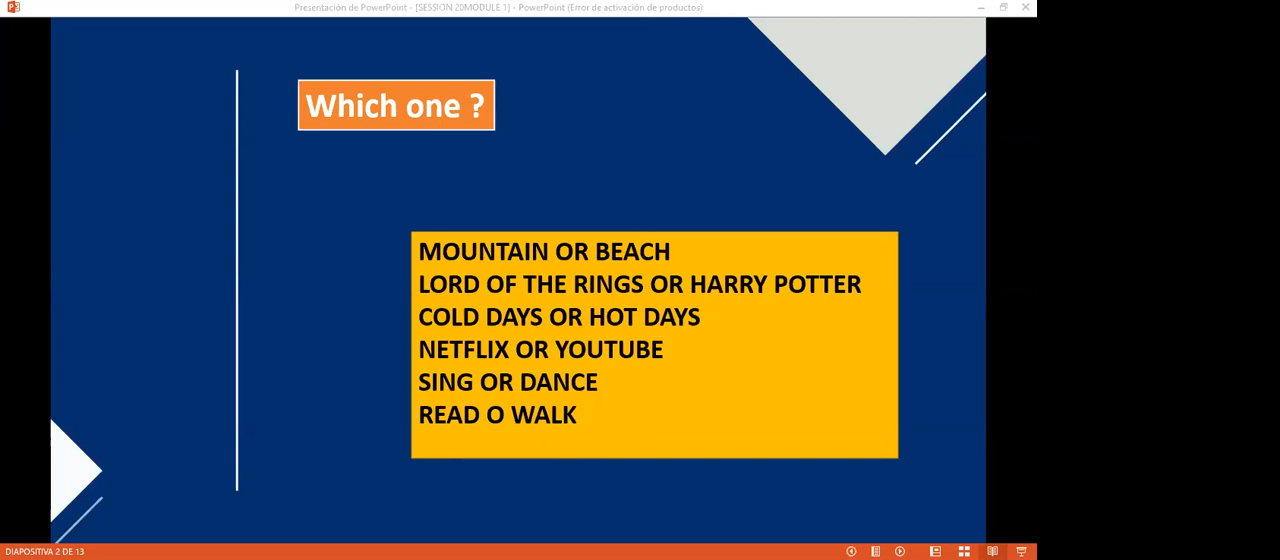 Presentación de PowerPoint - [SESSION 20MODULE 1] - PowerPoint (Error de activación de productos)
Which one ?
MOUNTAIN OR BEACH
LORD OF THE RINGS OR HARRY POTTER
COLD DAYS OR HOT DAYS
NETFLIX OR YOUTUBE
SING OR DANCE
READ O WALK
DIAPOSITIVA 2 DE 13